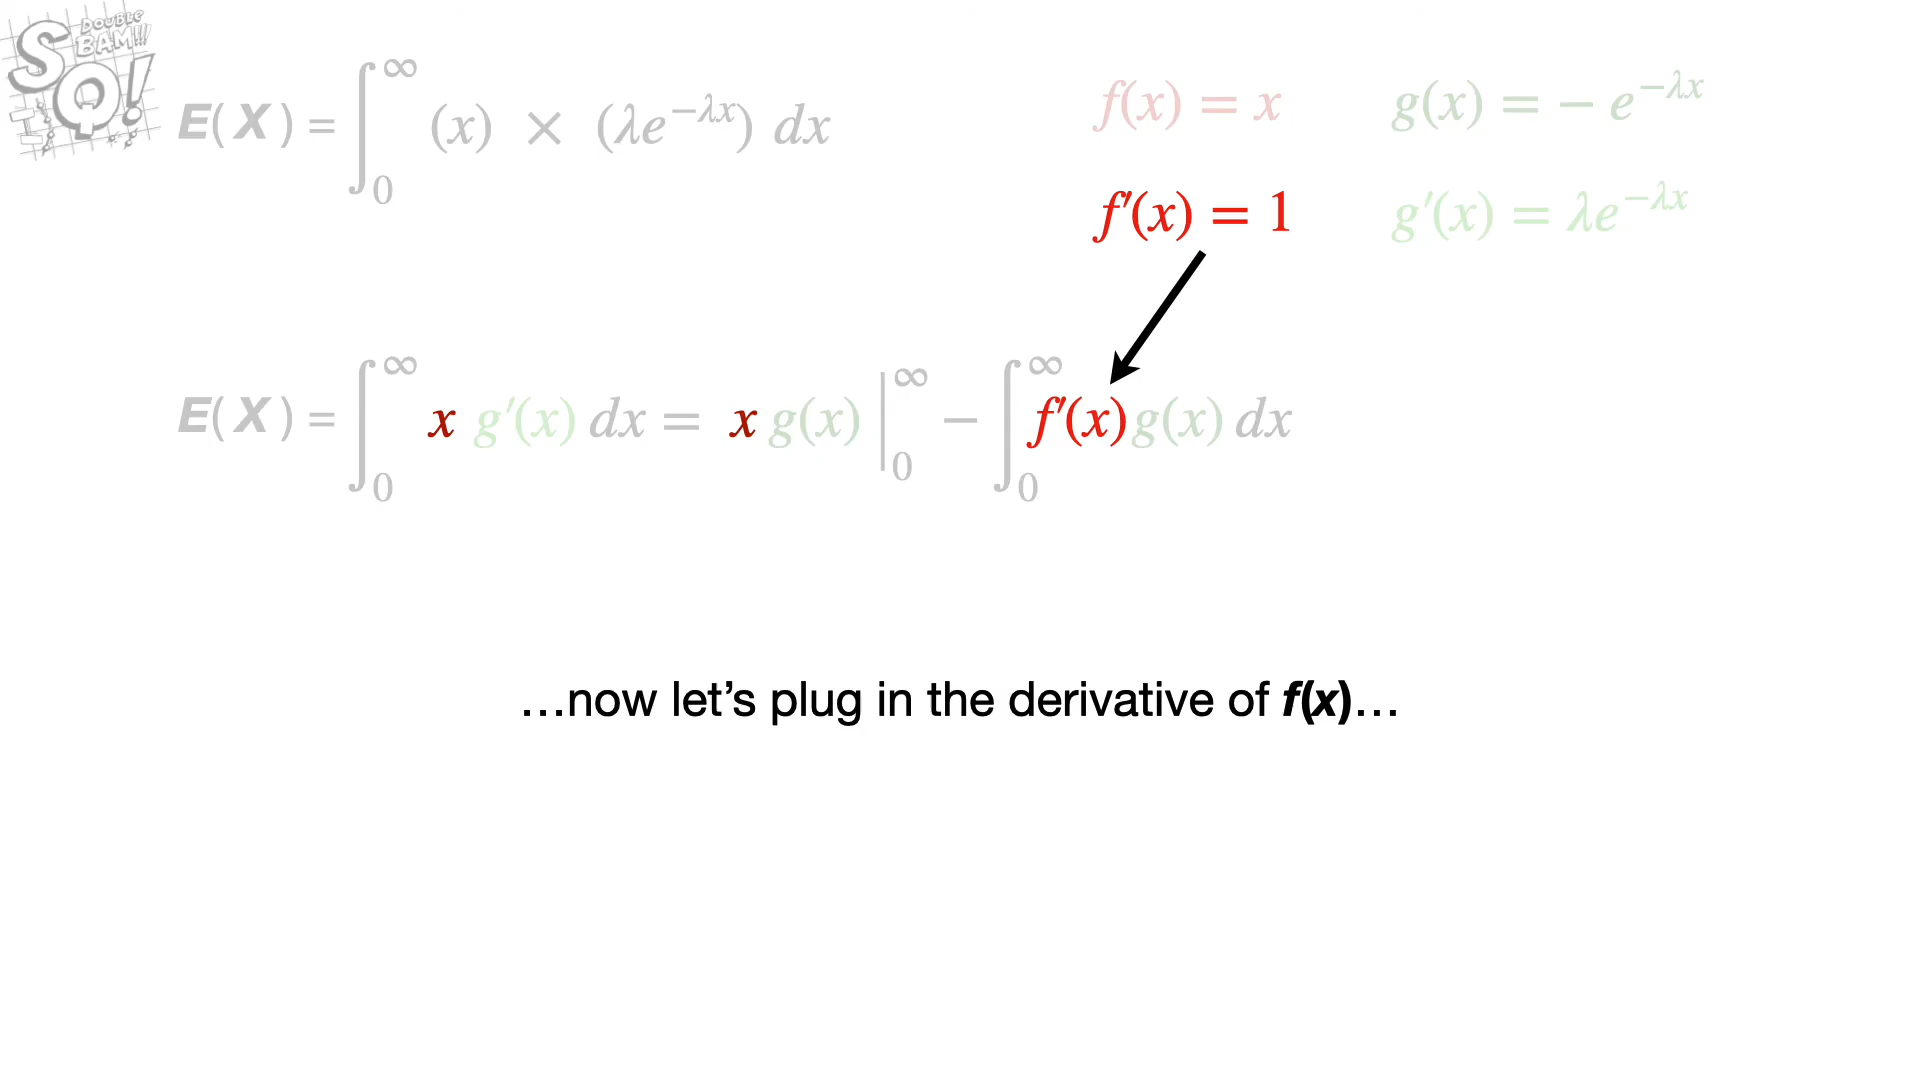 SQ! DOUBLE BAM!!!
E(X) = ∫₀^∞ (x) × (λe^−λx) dx
f(x) = x
g(x) = − e^−λx
f′(x) = 1
g′(x) = λe^−λx
E(X) = ∫₀^∞ x g′(x) dx = x g(x) |₀^∞ − ∫₀^∞ f′(x)g(x) dx
…now let’s plug in the derivative of f(x)…